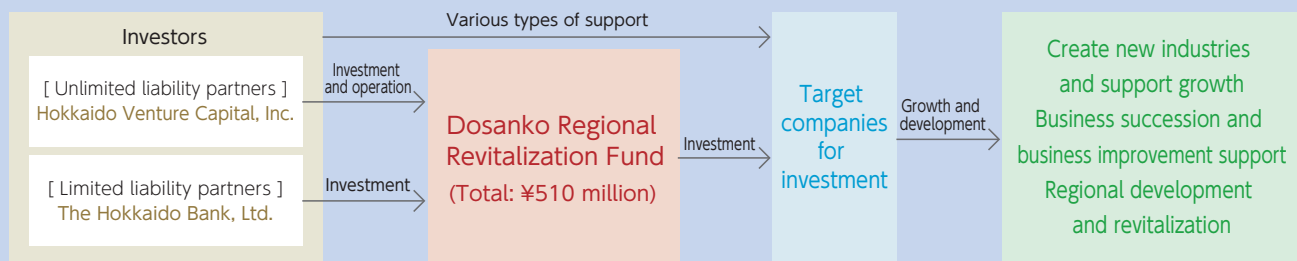 Various types of support
Investors
[ Unlimited liability partners ]
Hokkaido Venture Capital, Inc.
[ Limited liability partners ]
The Hokkaido Bank, Ltd.
Investment
and operation
Investment
Dosanko Regional
Revitalization Fund
(Total: ¥510 million)
Investment
Target
companies
for
investment
Growth and
development
Create new industries
and support growth
Business succession and
business improvement support
Regional development
and revitalization